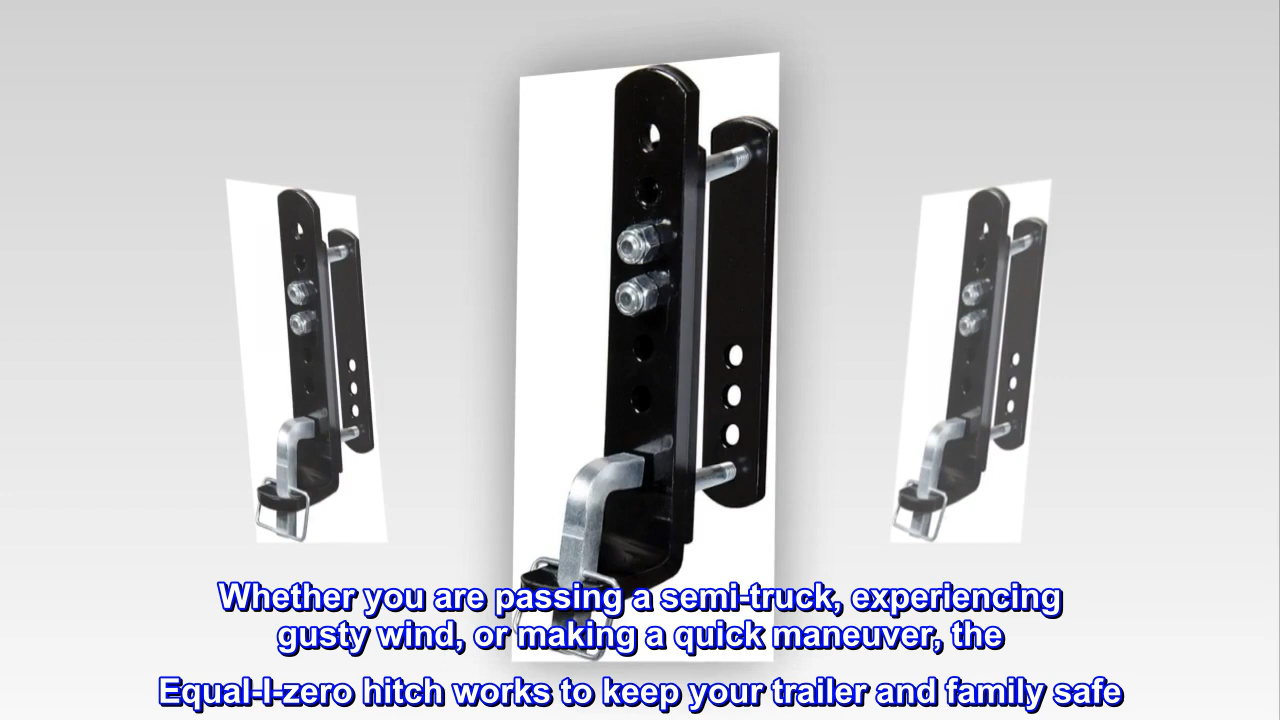 Whether you are passing a semi-truck, experiencing
gusty wind, or making a quick maneuver, the
Equal-I-zero hitch works to keep your trailer and family safe